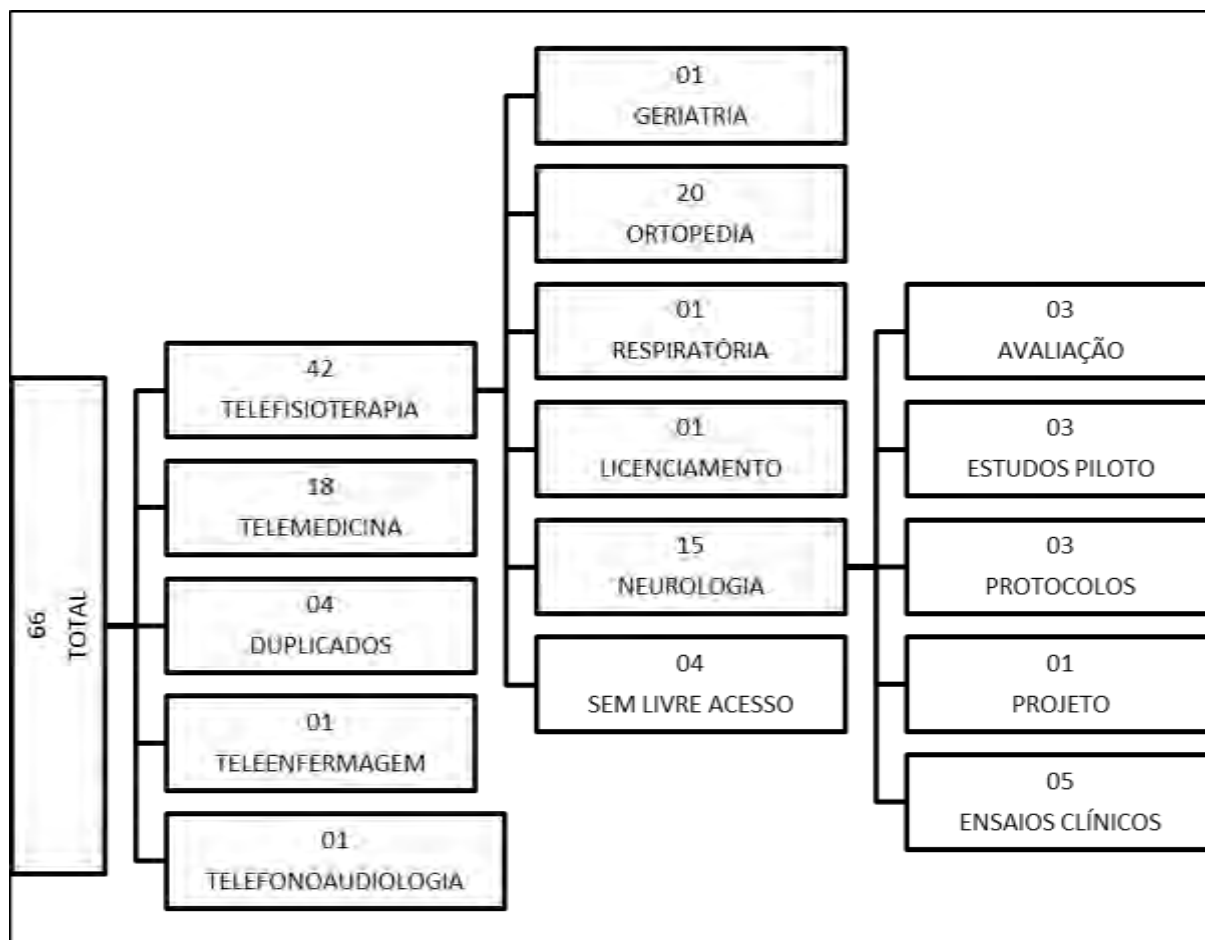 66
TOTAL
42
TELEFISIOTERAPIA
18
TELEMEDICINA
04
DUPLICADOS
01
TELEENFERMAGEM
01
TELEFONOAUDIOLOGIA
01
GERIATRIA
20
ORTOPEDIA
01
RESPIRATÓRIA
01
LICENCIAMENTO
15
NEUROLOGIA
04
SEM LIVRE ACESSO
03
AVALIAÇÃO
03
ESTUDOS PILOTO
03
PROTOCOLOS
01
PROJETO
05
ENSAIOS CLÍNICOS